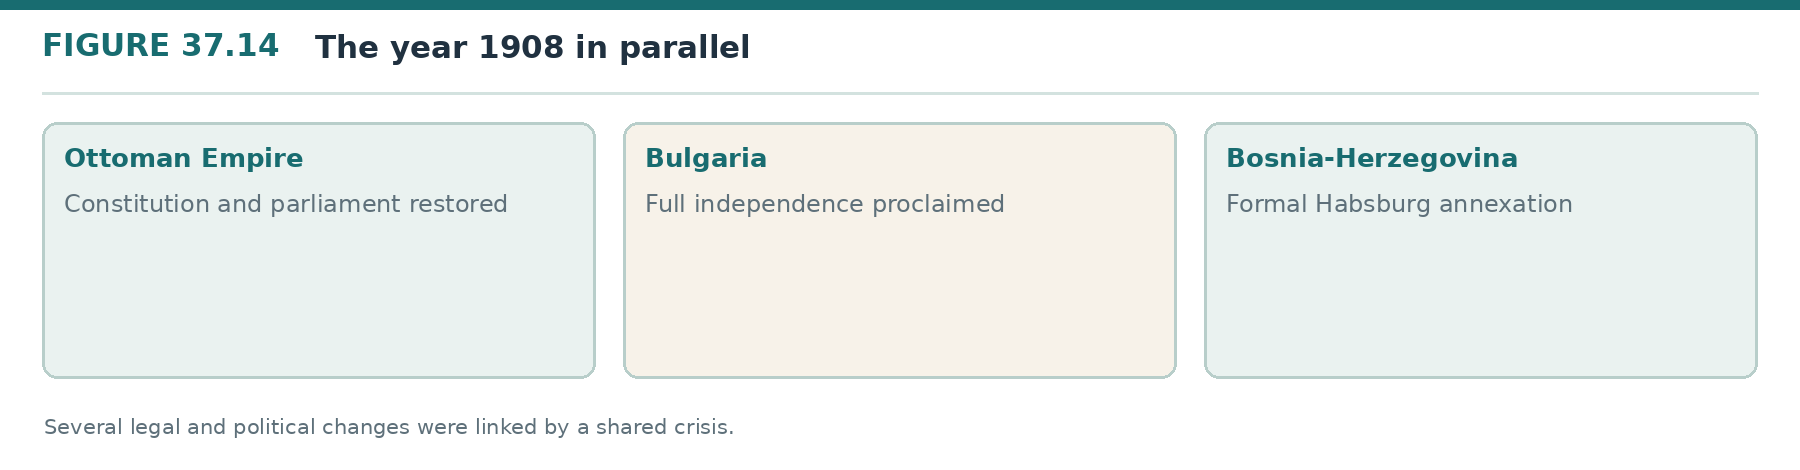 FIGURE 37.14 The year 1908 in parallel
Ottoman Empire
Constitution and parliament restored
Bulgaria
Full independence proclaimed
Bosnia-Herzegovina
Formal Habsburg annexation
Several legal and political changes were linked by a shared crisis.